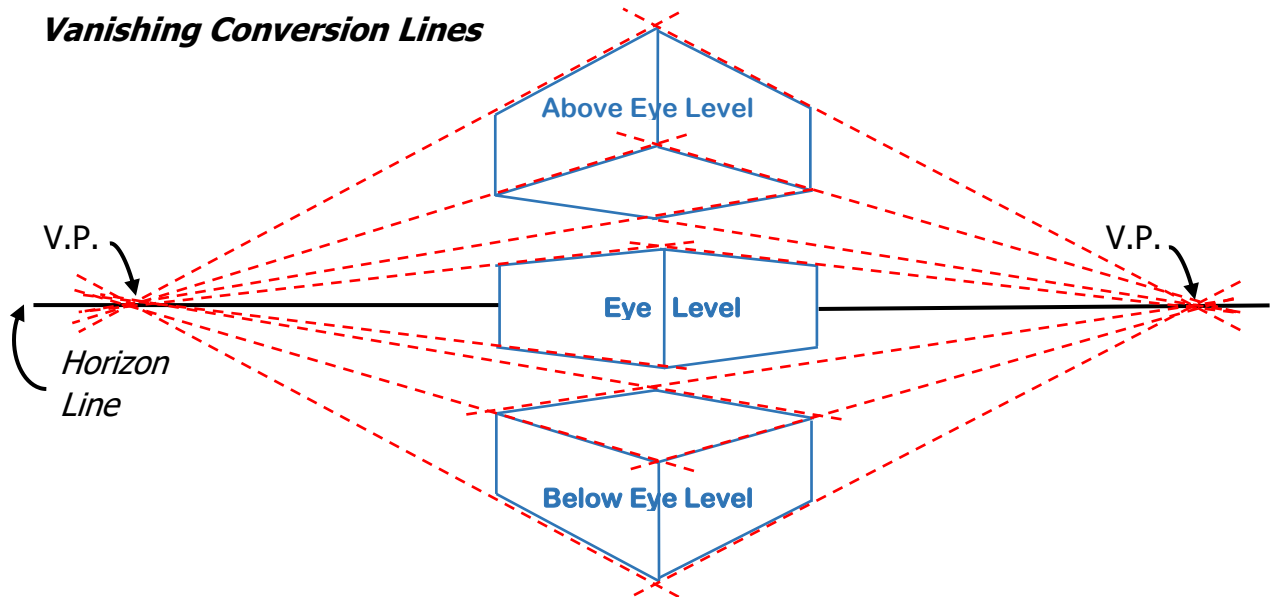 Vanishing Conversion Lines
Above Eye Level
V.P.
V.P.
Eye Level
Horizon
Line
Below Eye Level